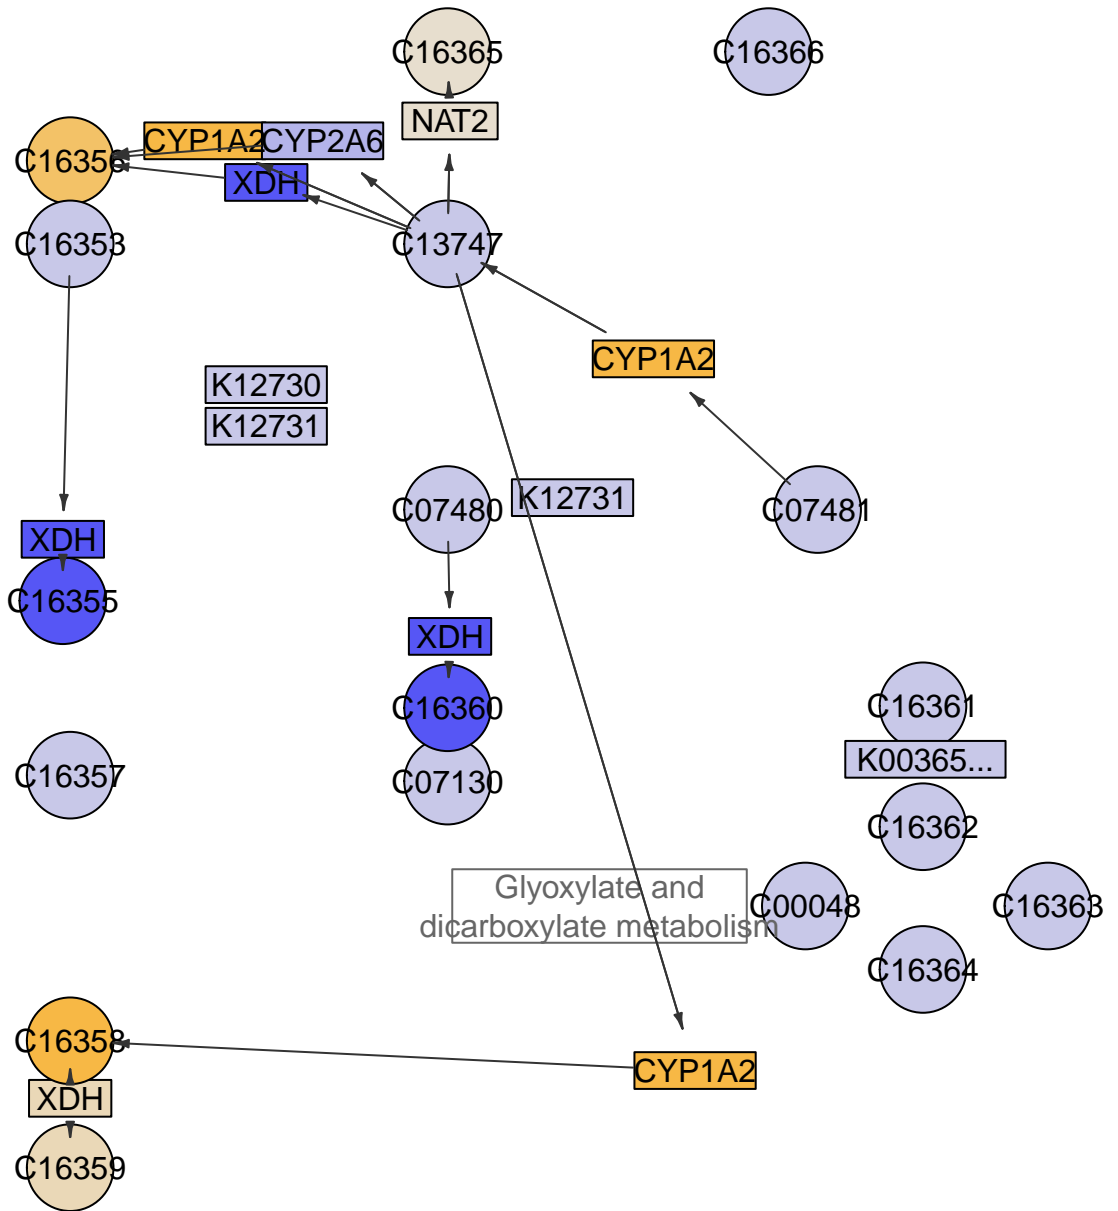 C16365
C16366
NAT2
CYP1A2
CYP2A6
C16356
XDH
C16353
C13747
CYP1A2
K12730
K12731
C07480
K12731
C07481
XDH
C16355
XDH
C16360
C16361
K00365...
C16357
C07130
C16362
Glyoxylate and
dicarboxylate metabolism
C00048
C16363
C16364
C16358
CYP1A2
XDH
C16359